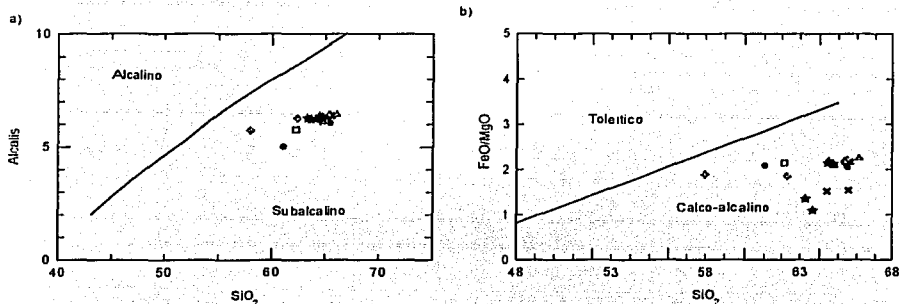 a)
10
5
0
Alcalis
Alcalino
Subalcalino
40
50
60
70
SiO2
b)
5
4
3
2
1
0
FeO/MgO
Toleitico
Calco-alcalino
48
53
58
63
68
SiO2